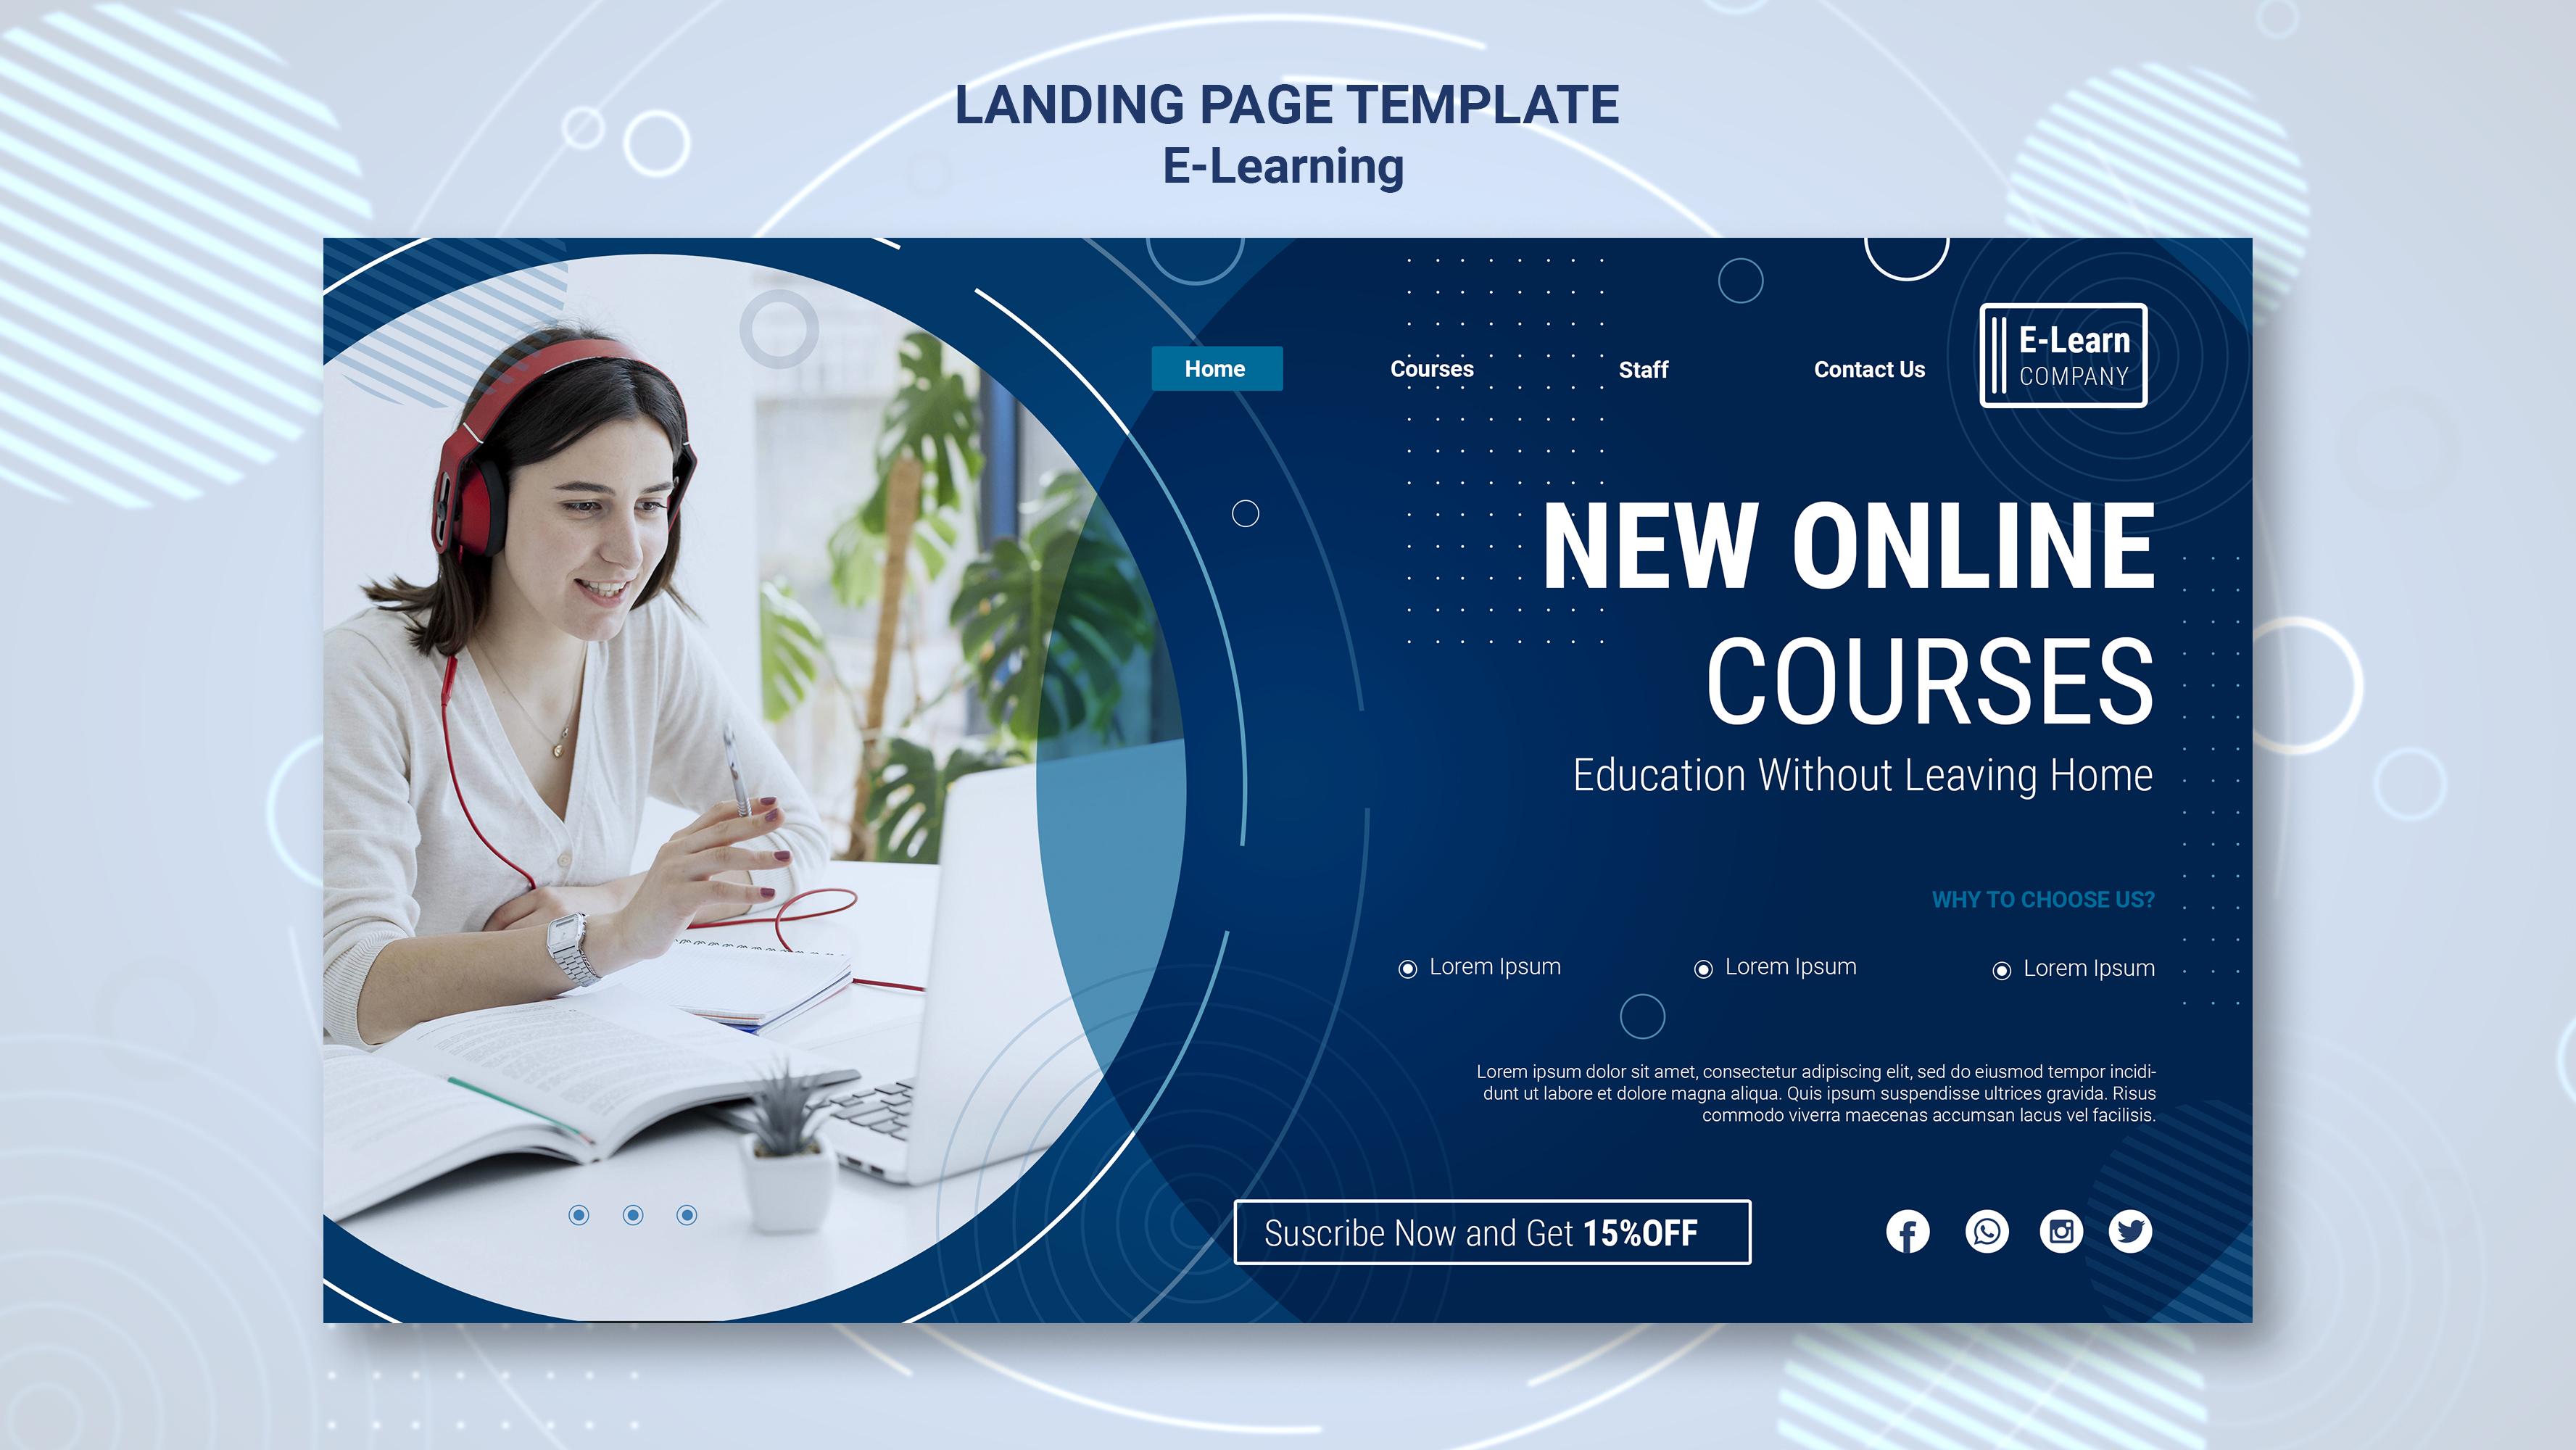 LANDING PAGE TEMPLATE
E-Learning
Home
Courses
Staff
Contact Us
E-Learn
COMPANY
NEW ONLINE
COURSES
Education Without Leaving Home
WHY TO CHOOSE US?
Lorem Ipsum
Lorem Ipsum
Lorem Ipsum
Lorem ipsum dolor sit amet, consectetur adipiscing elit, sed do eiusmod tempor incidi-
dunt ut labore et dolore magna aliqua. Quis ipsum suspendisse ultrices gravida. Risus
commodo viverra maecenas accumsan lacus vel facilisis.
Suscribe Now and Get 15%OFF